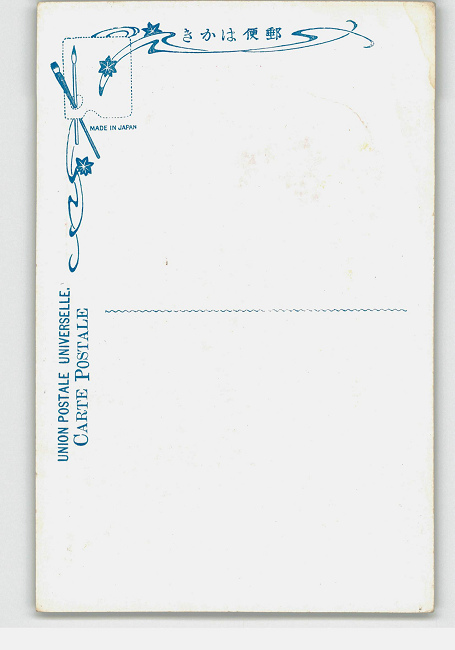 郵便はかき
MADE IN JAPAN
UNION POSTALE UNIVERSELLE.
CARTE POSTALE